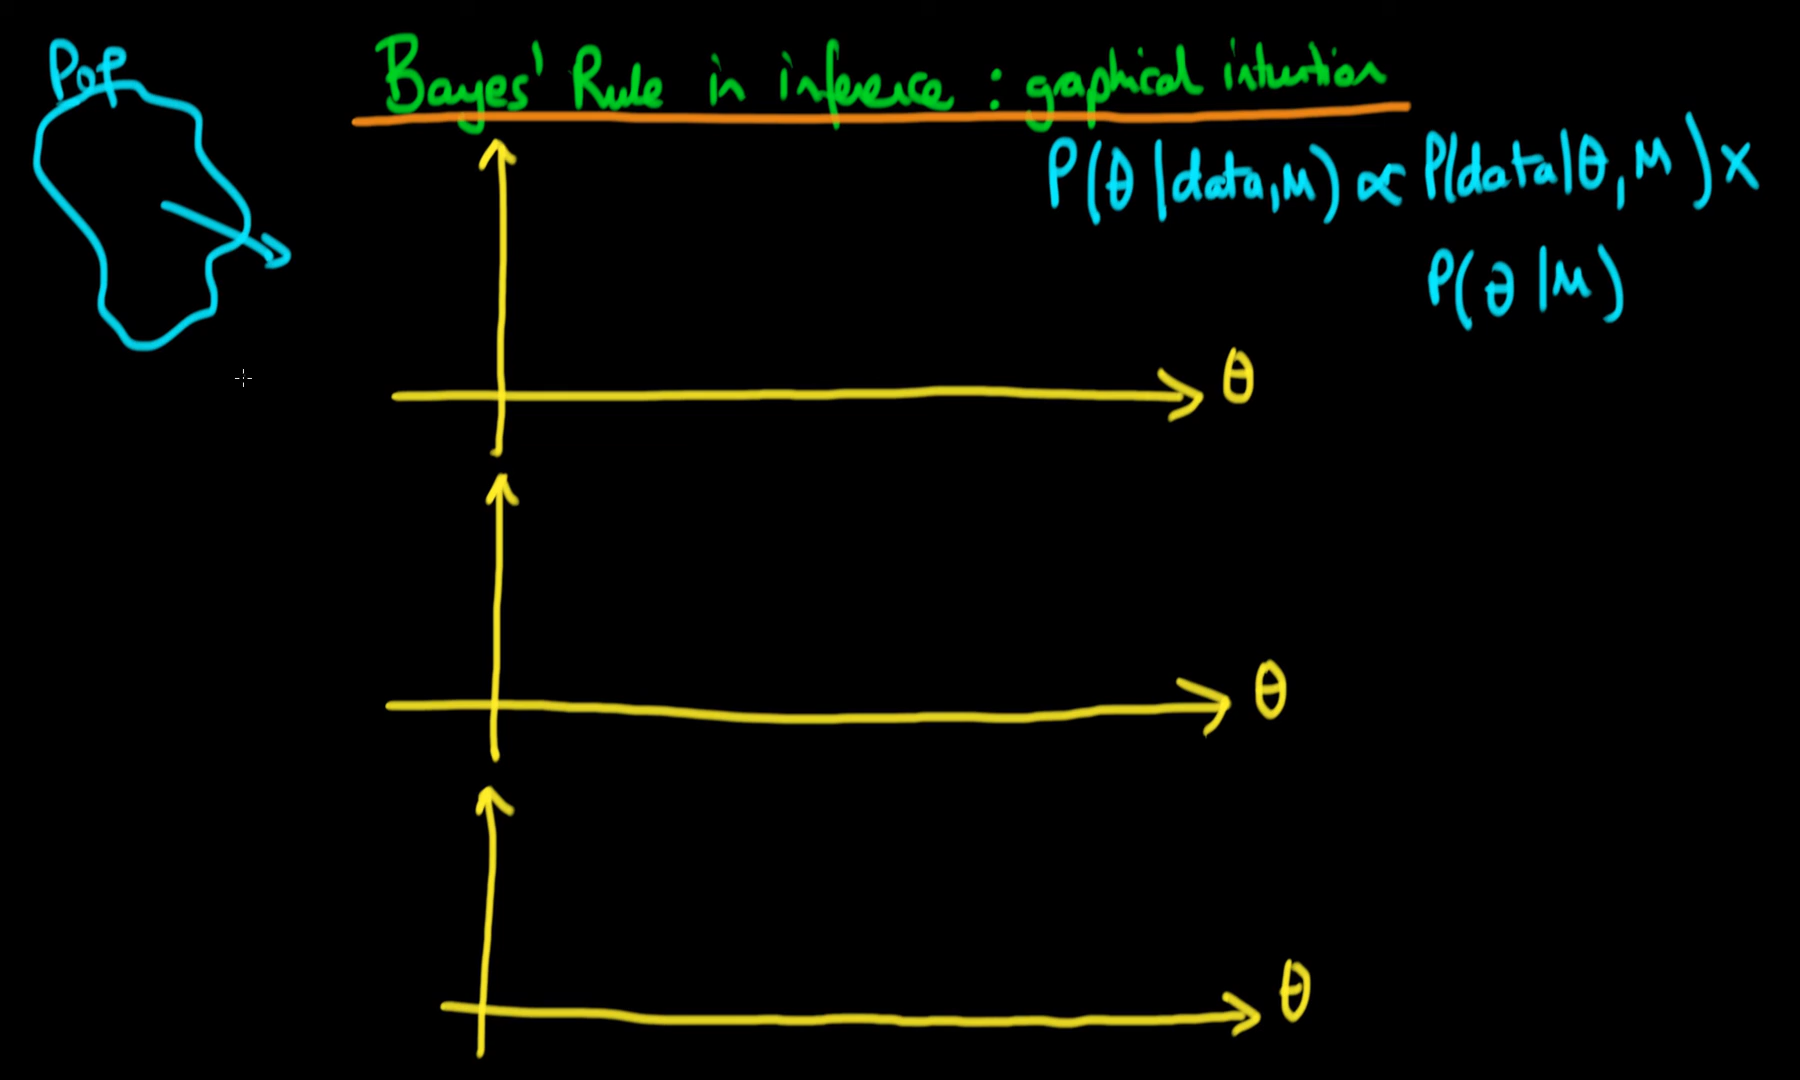 Pop
Bayes' Rule in inference : graphical intuition
P(θ|data,M) ∝ P(data|θ,M) ×
P(θ|M)
θ
θ
θ